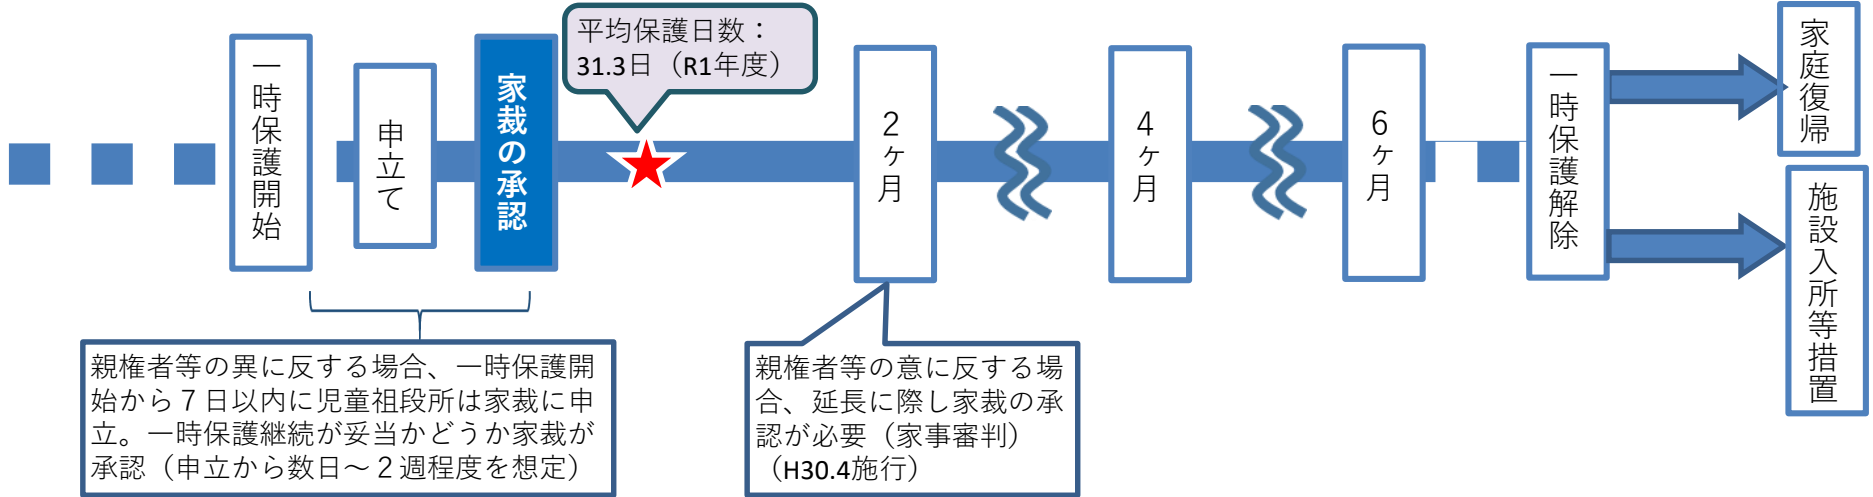 平均保護日数：
31.3日（R1年度）
一時保護開始
申立て
家裁の承認
２ヶ月
４ヶ月
６ヶ月
一時保護解除
家庭復帰
施設入所等措置
親権者等の異に反する場合、一時保護開
始から７日以内に児童祖段所は家裁に申
立。一時保護継続が妥当かどうか家裁が
承認（申立から数日～２週程度を想定）
親権者等の意に反する場
合、延長に際し家裁の承
認が必要（家事審判）
（H30.4施行）